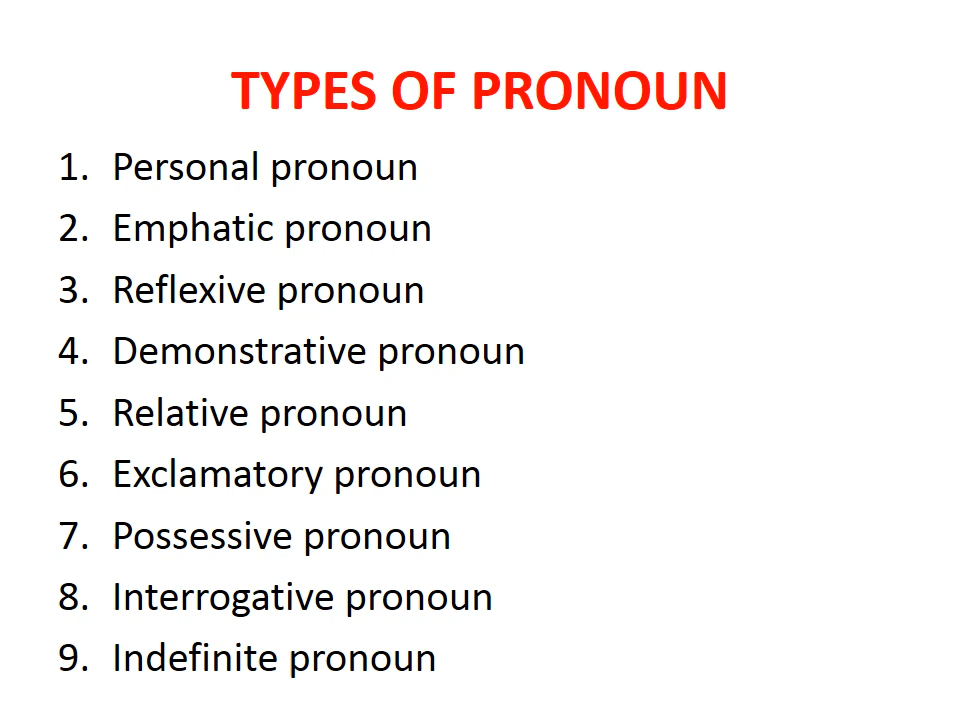 TYPES OF PRONOUN
1. Personal pronoun
2. Emphatic pronoun
3. Reflexive pronoun
4. Demonstrative pronoun
5. Relative pronoun
6. Exclamatory pronoun
7. Possessive pronoun
8. Interrogative pronoun
9. Indefinite pronoun